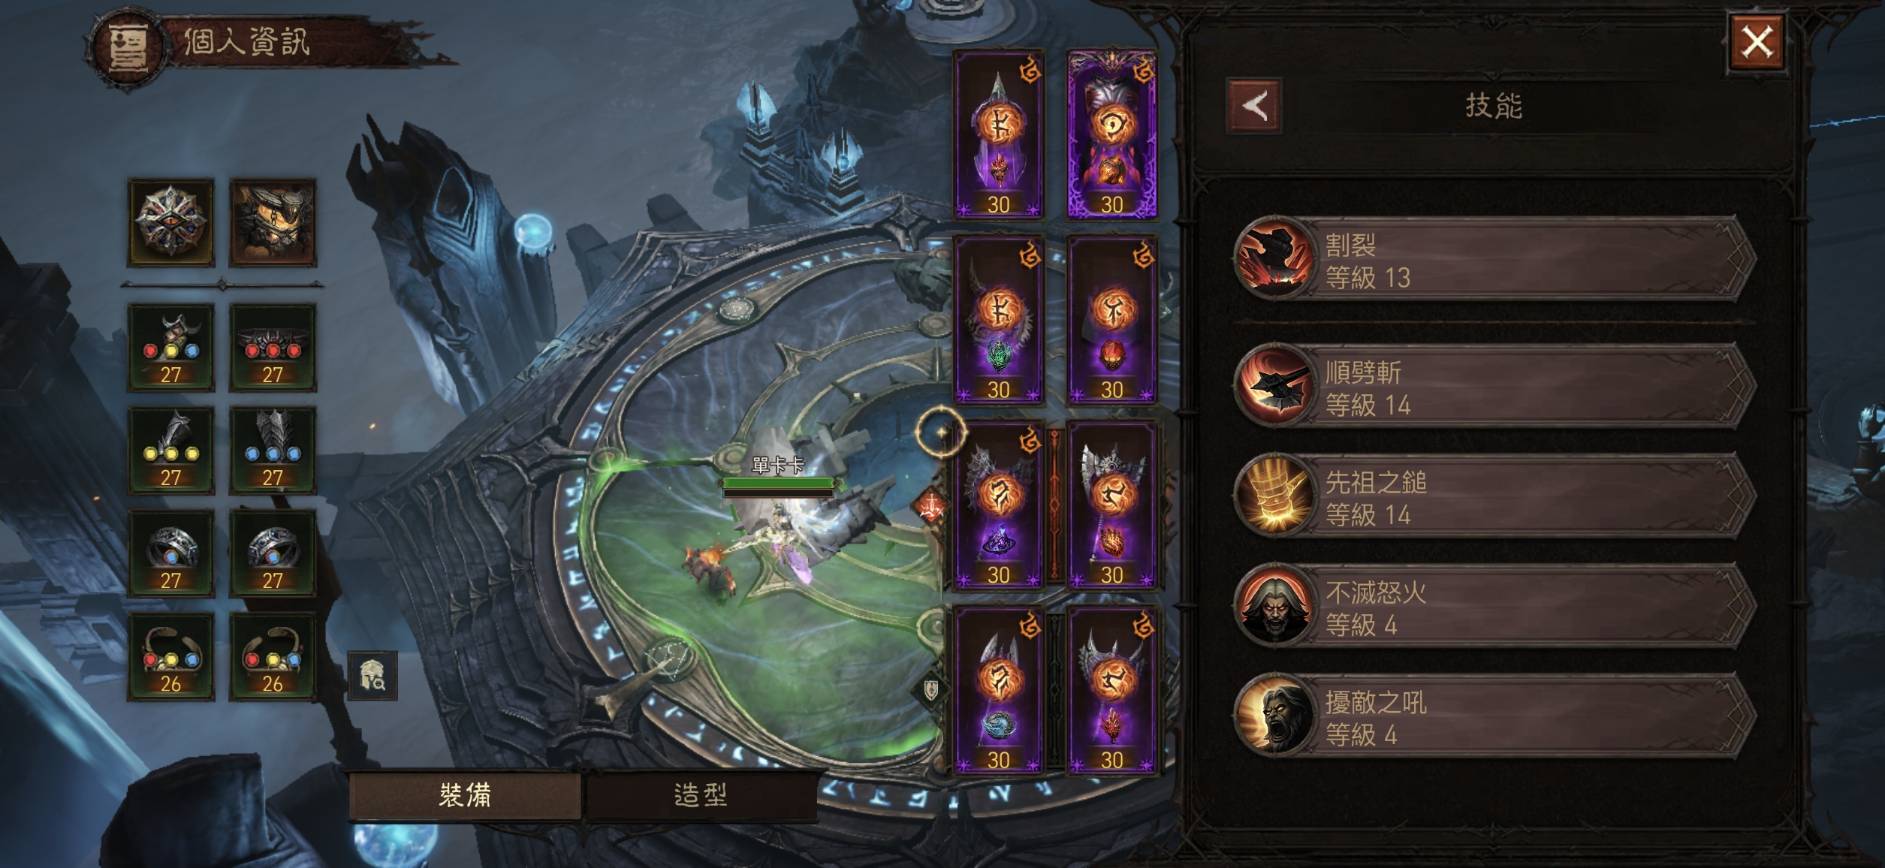 個人資訊
27
27
27
27
27
27
26
26
單卡卡
30
30
30
30
30
30
30
30
裝備
造型
技能
割裂
等級 13
順劈斬
等級 14
先祖之鎚
等級 14
不滅怒火
等級 4
擾敵之吼
等級 4